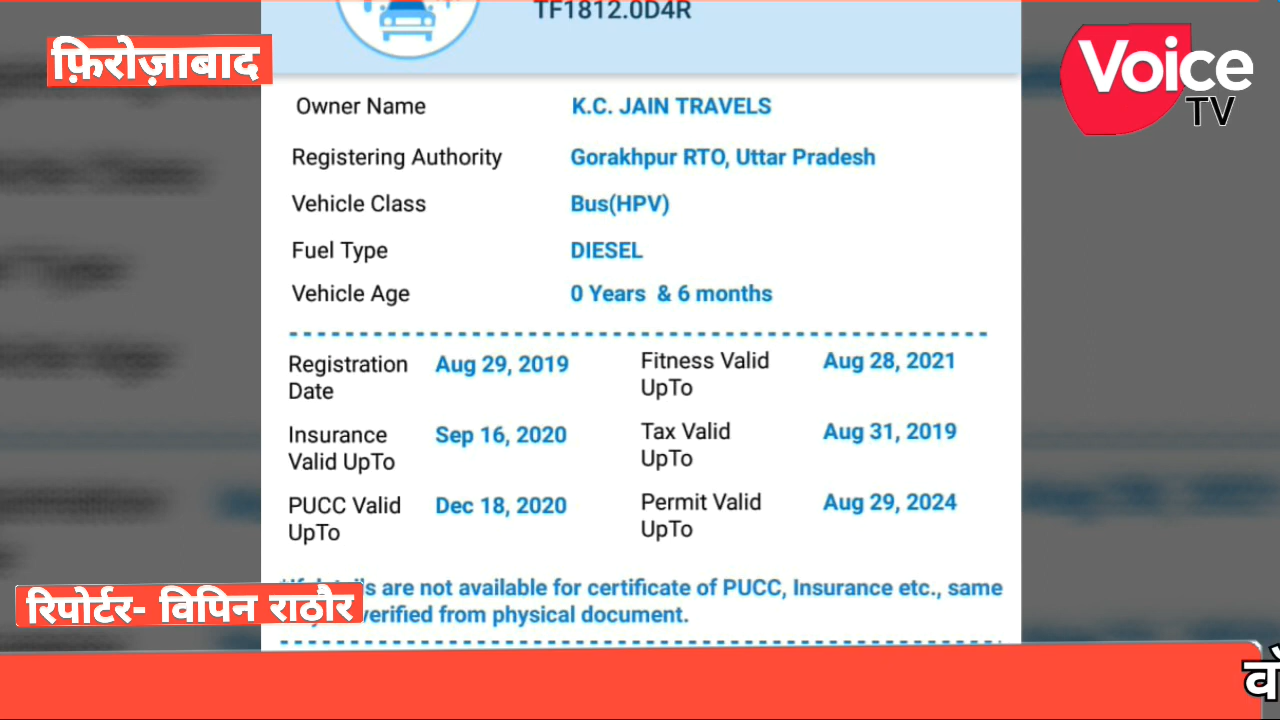 TF1812.0D4R
फ़िरोज़ाबाद
Voice
TV
Owner Name K.C. JAIN TRAVELS
Registering Authority Gorakhpur RTO, Uttar Pradesh
Vehicle Class Bus(HPV)
Fuel Type DIESEL
Vehicle Age 0 Years & 6 months
Registration Date Aug 29, 2019
Fitness Valid UpTo Aug 28, 2021
Insurance Valid UpTo Sep 16, 2020
Tax Valid UpTo Aug 31, 2019
PUCC Valid UpTo Dec 18, 2020
Permit Valid UpTo Aug 29, 2024
are not available for certificate of PUCC, Insurance etc., same
verified from physical document.
रिपोर्टर- विपिन राठौर